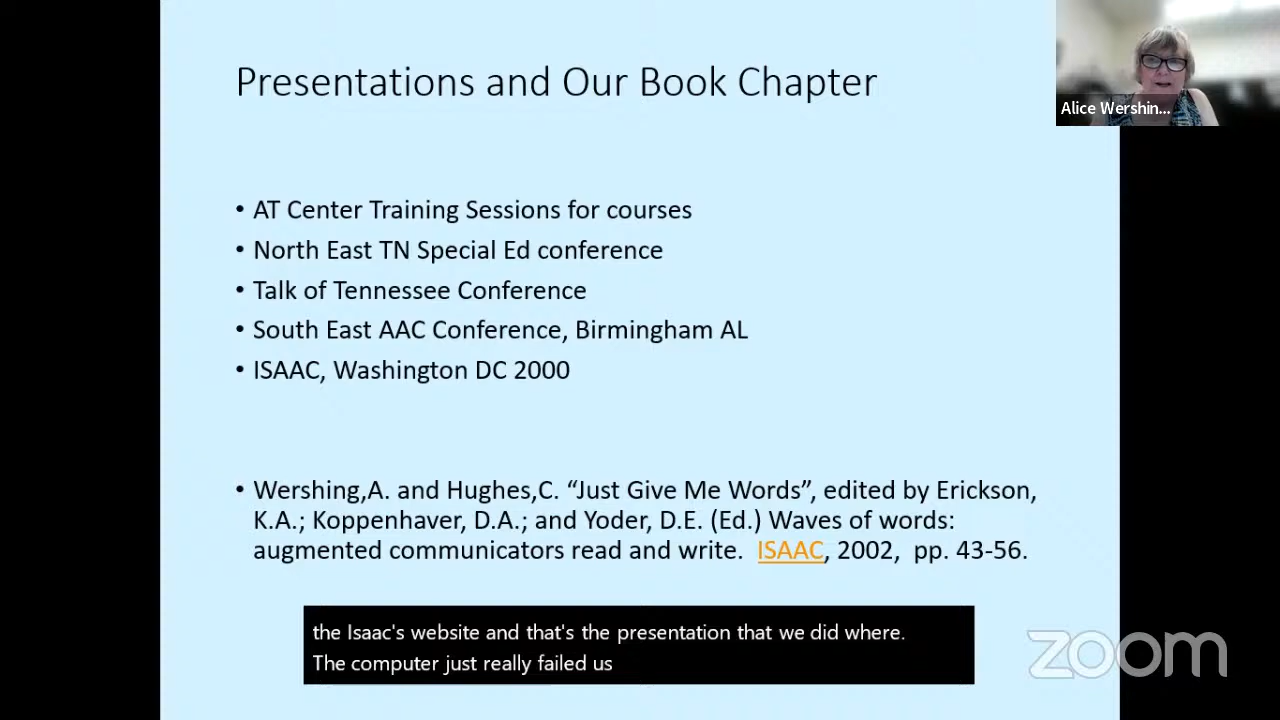 Presentations and Our Book Chapter
Alice Wershin...
• AT Center Training Sessions for courses
• North East TN Special Ed conference
• Talk of Tennessee Conference
• South East AAC Conference, Birmingham AL
• ISAAC, Washington DC 2000
• Wershing,A. and Hughes,C. “Just Give Me Words”, edited by Erickson,
K.A.; Koppenhaver, D.A.; and Yoder, D.E. (Ed.) Waves of words:
augmented communicators read and write.  ISAAC, 2002,  pp. 43-56.
the Isaac's website and that's the presentation that we did where.
The computer just really failed us
zoom